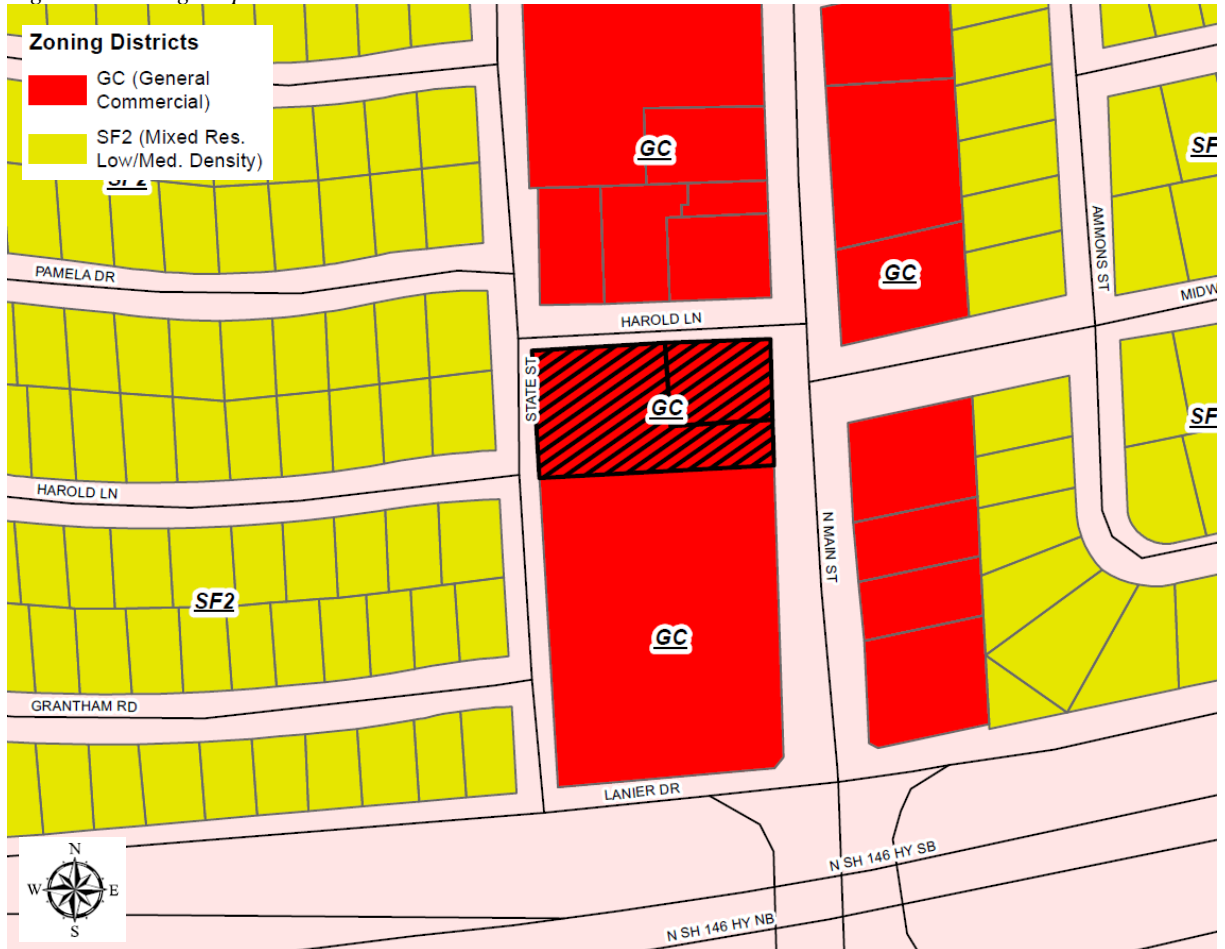 Zoning Districts
GC (General
Commercial)
SF2 (Mixed Res.
Low/Med. Density)
SF2
GC
SF
AMMONS ST
PAMELA DR
GC
MIDW
HAROLD LN
STATE ST
GC
SF
HAROLD LN
N MAIN ST
SF2
GC
GRANTHAM RD
LANIER DR
N SH 146 HY SB
N SH 146 HY NB
N
W
E
S